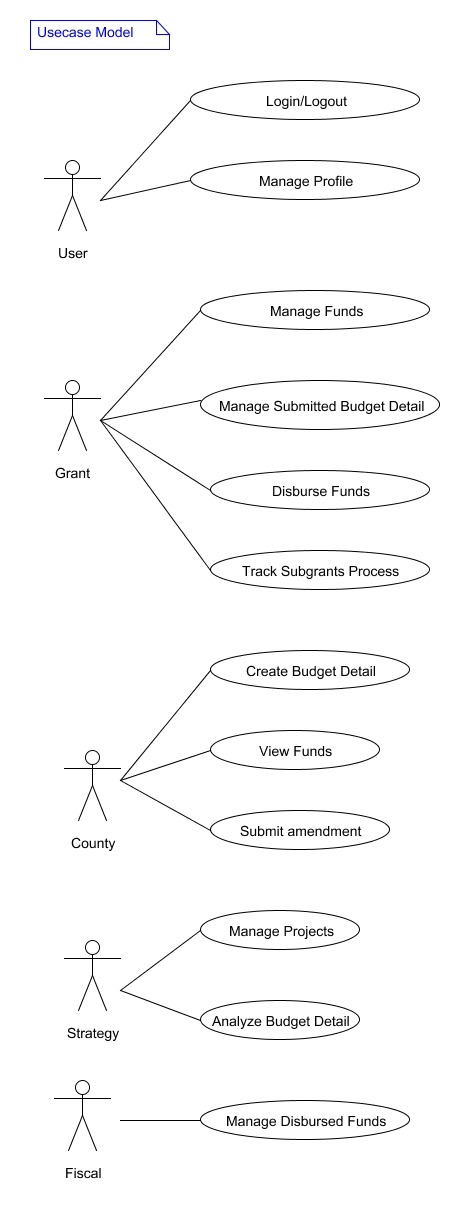 Usecase Model
Login/Logout
Manage Profile
User
Manage Funds
Manage Submitted Budget Detail
Grant
Disburse Funds
Track Subgrants Process
Create Budget Detail
View Funds
County
Submit amendment
Manage Projects
Strategy
Analyze Budget Detail
Manage Disbursed Funds
Fiscal